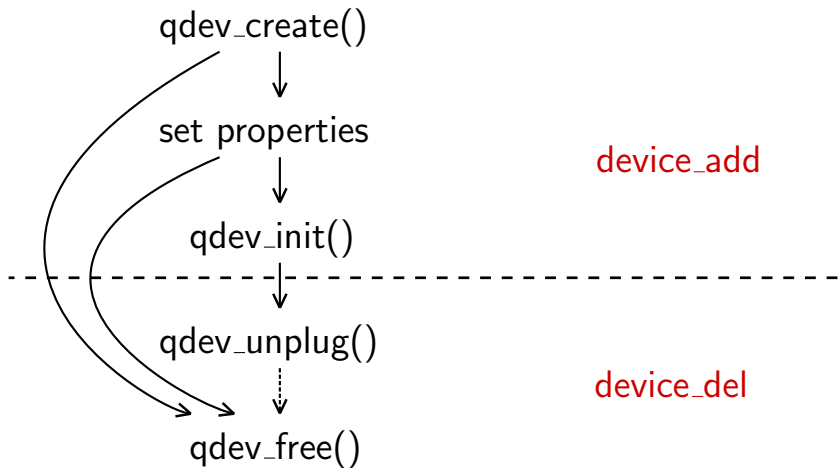 qdev_create()
set properties
device_add
qdev_init()
qdev_unplug()
device_del
qdev_free()